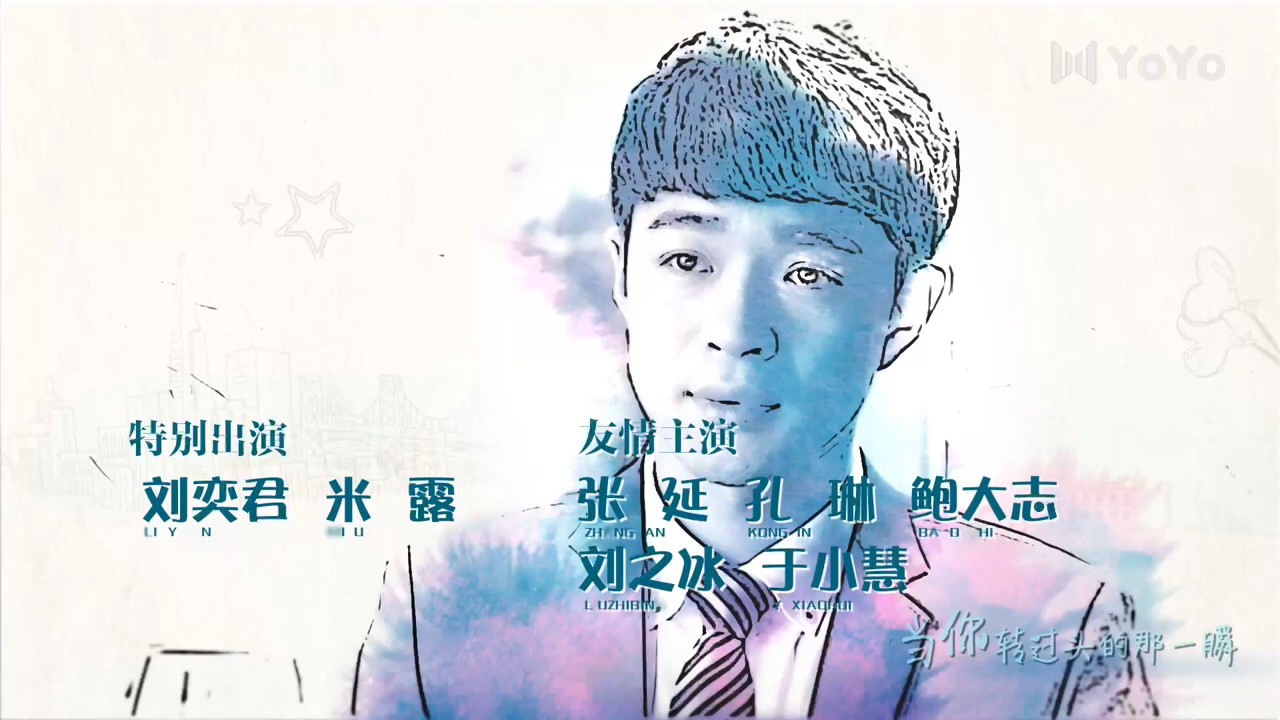 YoYo
特别出演
友情主演
刘奕君 米 露
张 延 孔 琳 鲍大志
刘之冰 于小慧
当你转过头的那一瞬